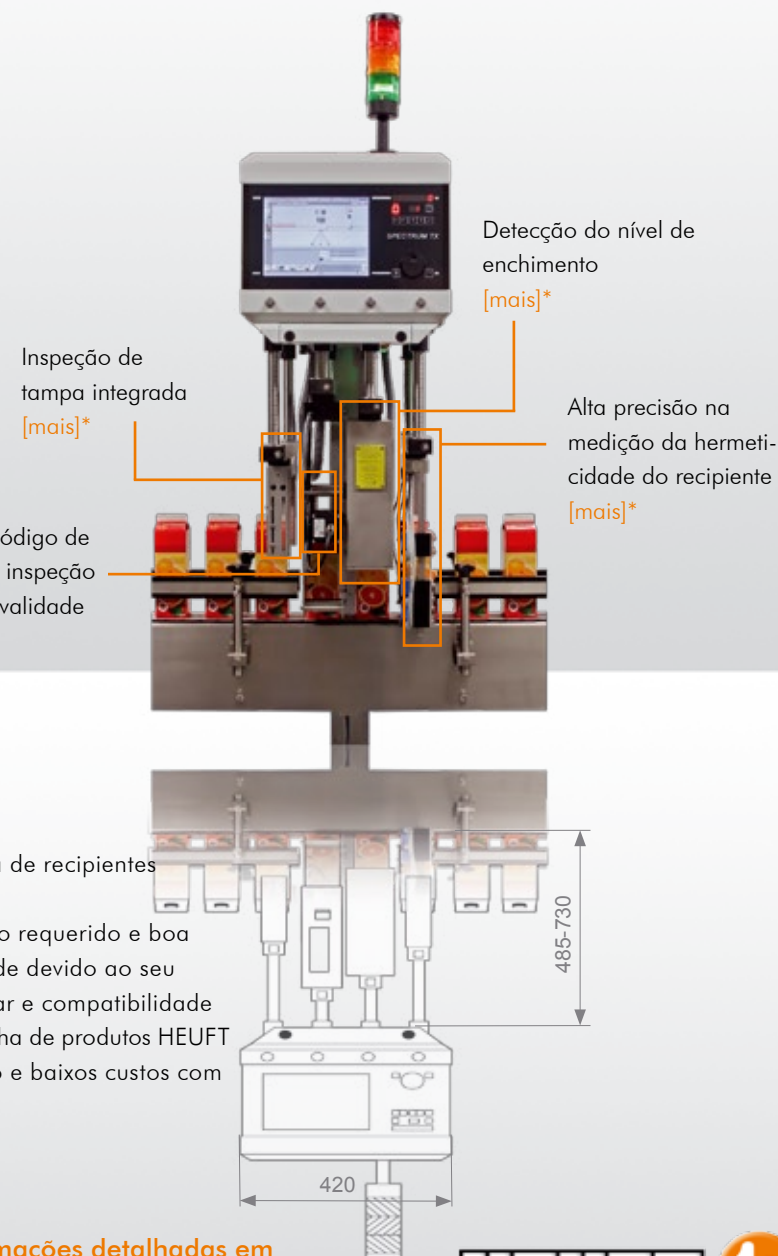 SPECTRUM TX
Detecção do nível de
enchimento
[mais]*
Inspeção de
tampa integrada
[mais]*
Alta precisão na
medição da hermeti-
cidade do recipiente
[mais]*
ódigo de
inspeção
validade
de recipientes
o requerido e boa
de devido ao seu
ar e compatibilidade
ha de produtos HEUFT
o e baixos custos com
485-730
420
mações detalhadas em